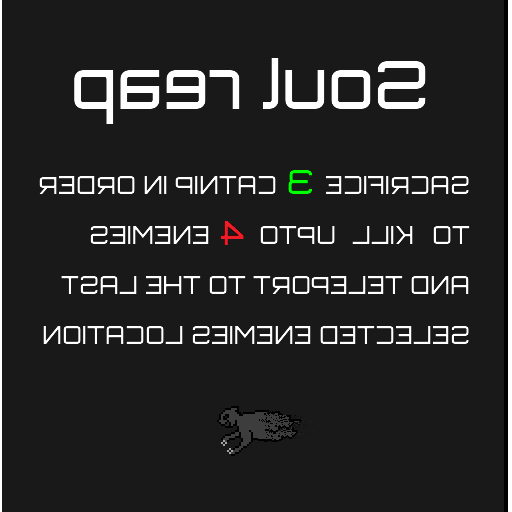 Soul reap
SACRIFICE 3 CATNIP IN ORDER
TO KILL UPTO 4 ENEMIES
AND TELEPORT TO THE LAST
SELECTED ENEMIES LOCATION